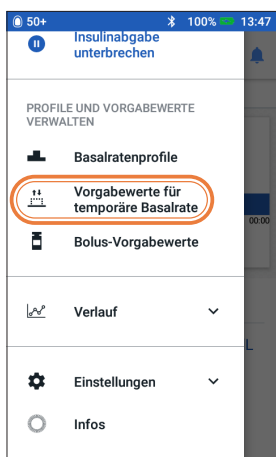 50+ 100% 13:47
Insulinabgabe
unterbrechen
PROFILE UND VORGABEWERTE
VERWALTEN
Basalratenprofile
Vorgabewerte für
temporäre Basalrate
00:00
Bolus-Vorgabewerte
Verlauf
L
Einstellungen
Infos